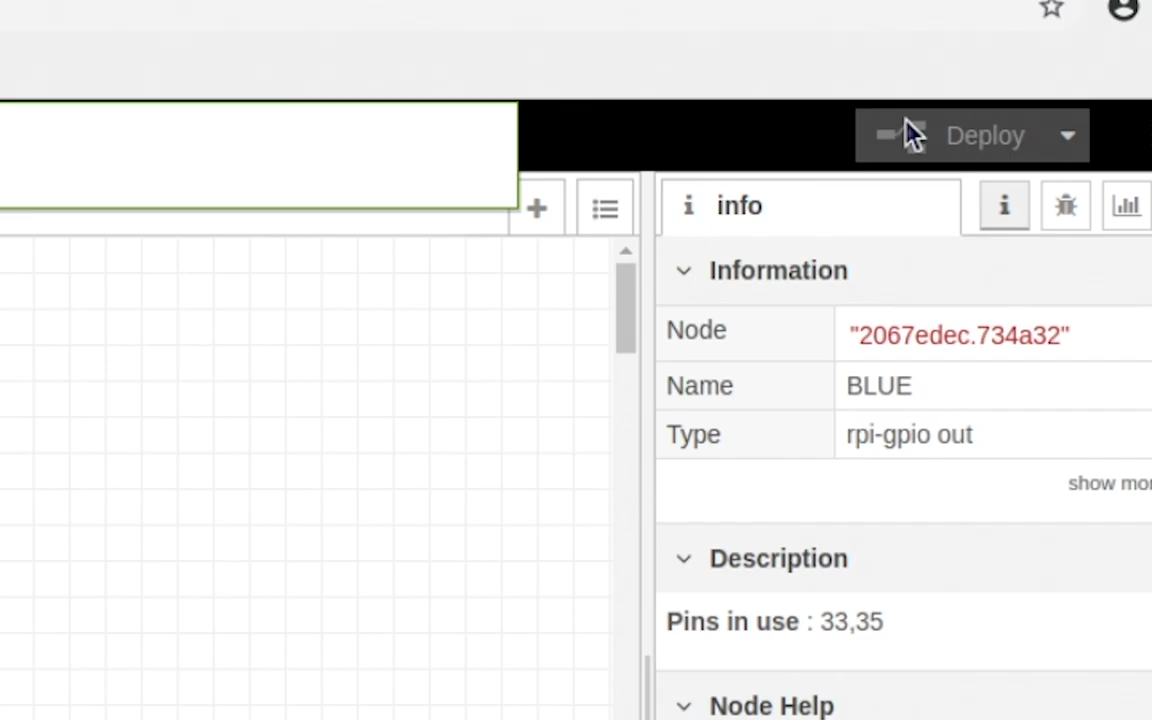 Deploy
info
Information
Node "2067edec.734a32"
Name BLUE
Type rpi-gpio out
show mor
Description
Pins in use : 33,35
Node Help